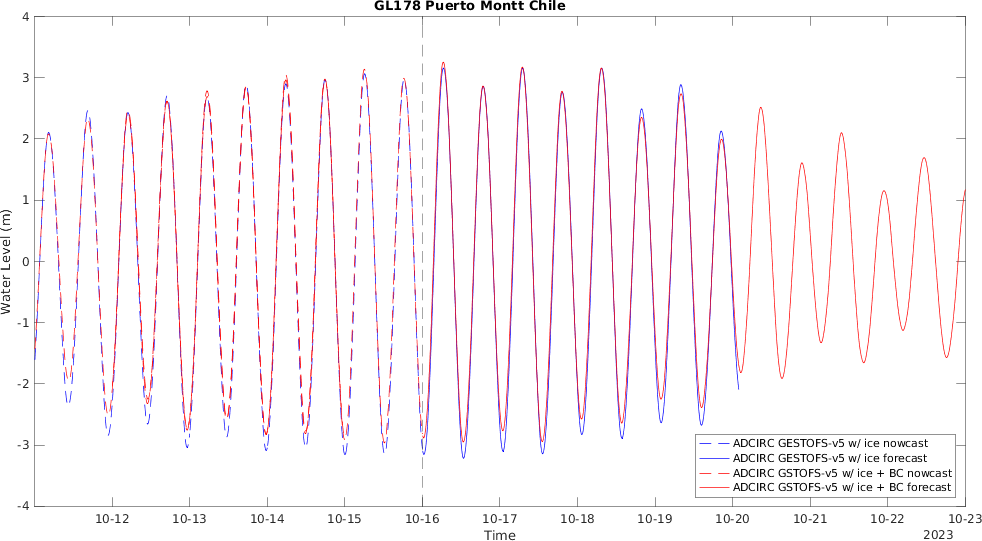 GL178 Puerto Montt Chile
4
3
2
1
0
-1
-2
-3
-4
Water Level (m)
ADCIRC GESTOFS-v5 w/ ice nowcast
ADCIRC GESTOFS-v5 w/ ice forecast
ADCIRC GSTOFS-v5 w/ ice + BC nowcast
ADCIRC GSTOFS-v5 w/ ice + BC forecast
10-12 10-13 10-14 10-15 10-16 10-17 10-18 10-19 10-20 10-21 10-22 10-23
Time
2023